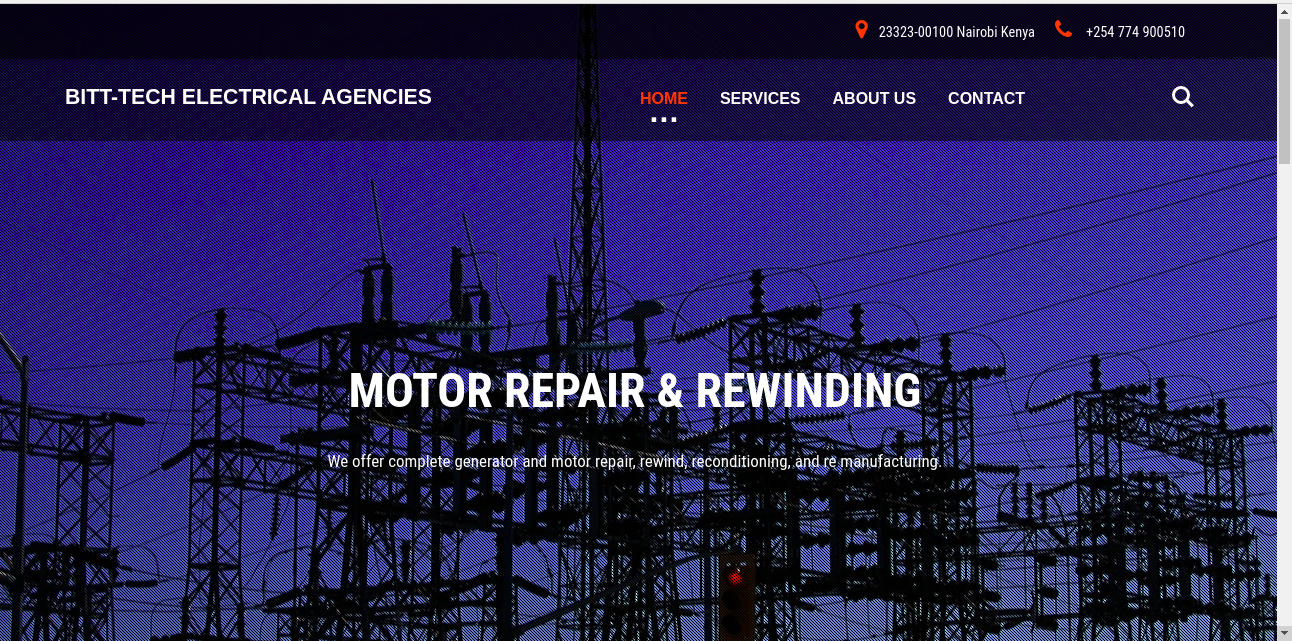 23323-00100 Nairobi Kenya +254 774 900510
BITT-TECH ELECTRICAL AGENCIES HOME SERVICES ABOUT US CONTACT
MOTOR REPAIR & REWINDING
We offer complete generator and motor repair, rewind, reconditioning, and re manufacturing.